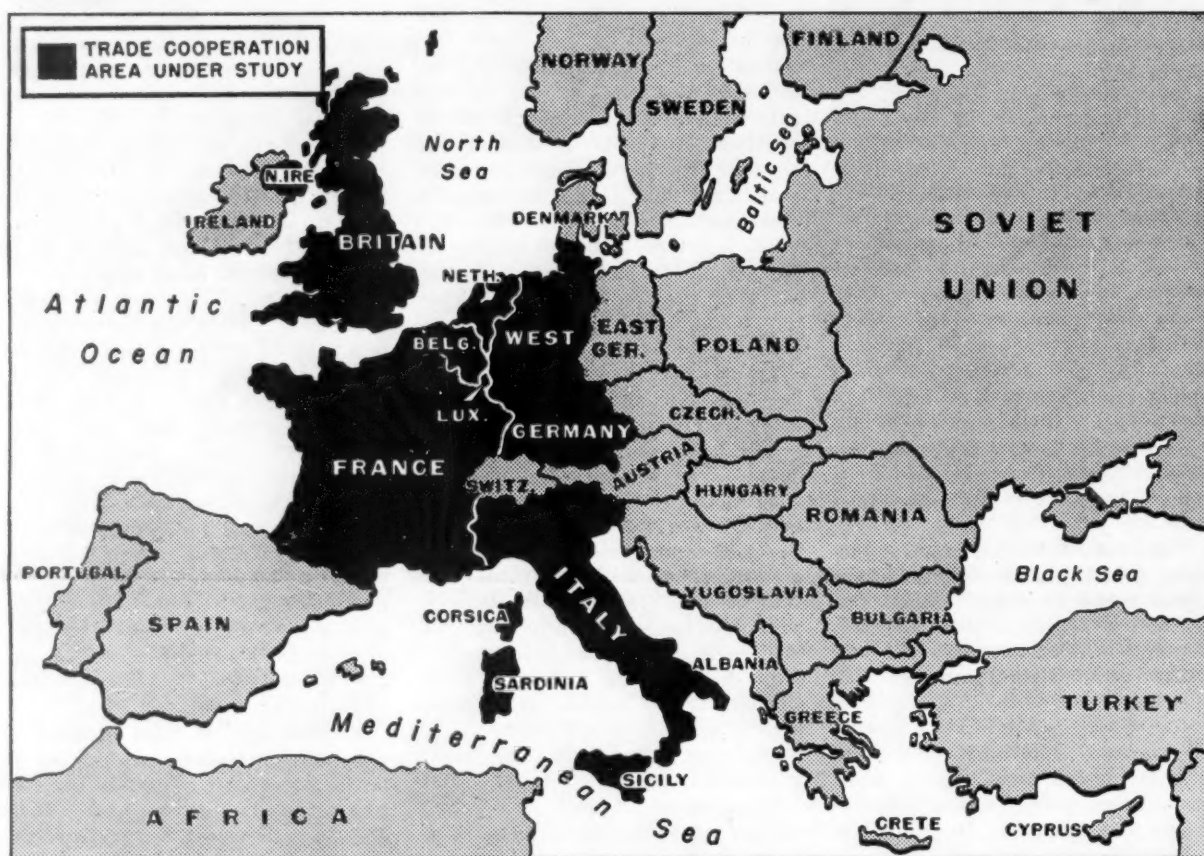 TRADE COOPERATION
AREA UNDER STUDY
NORWAY
FINLAND
SWEDEN
North
Sea
Baltic Sea
N.IRE
IRELAND
DENMARK
SOVIET
UNION
BRITAIN
NETH.
Atlantic
Ocean
WEST
GERMANY
EAST
GER.
POLAND
BELG.
LUX.
CZECH.
FRANCE
SWITZ.
AUSTRIA
HUNGARY
ROMANIA
PORTUGAL
SPAIN
ITALY
YUGOSLAVIA
Black Sea
BULGARIA
CORSICA
SARDINIA
ALBANIA
GREECE
TURKEY
Mediterranean Sea
SICILY
AFRICA
CRETE
CYPRUS